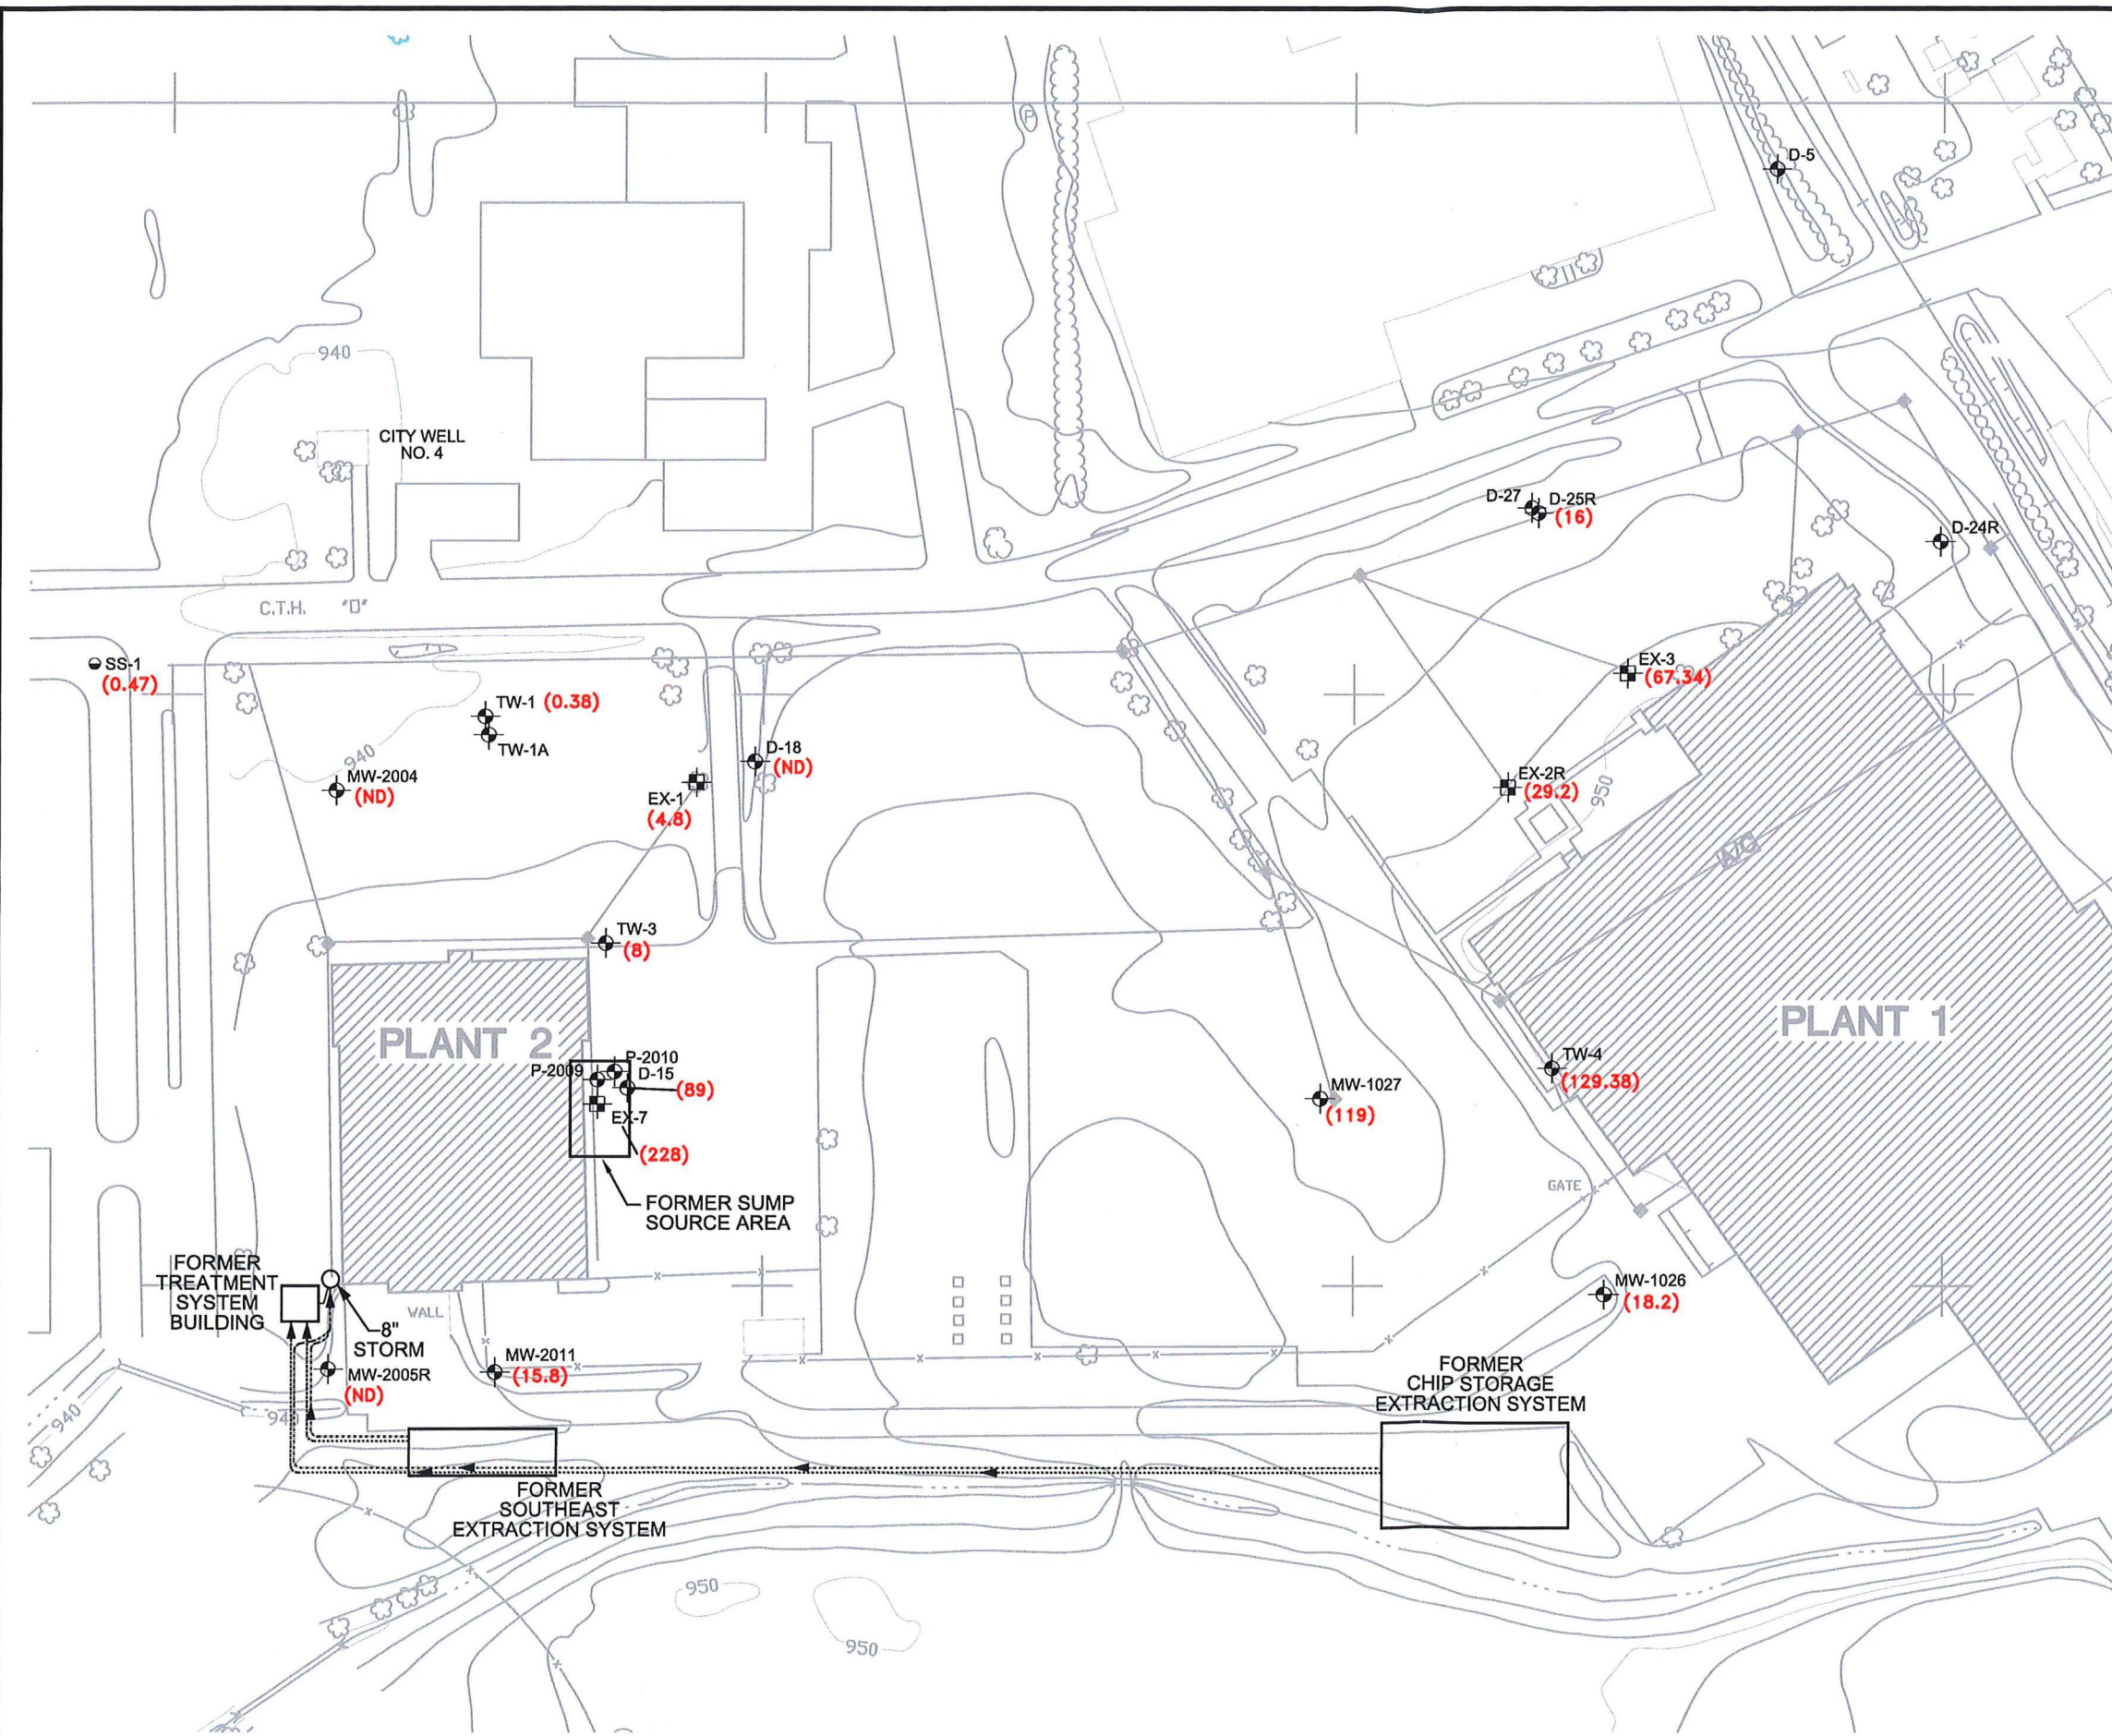 P
D-5
940
CITY WELL
NO. 4
D-27
D-25R
(16)
D-24R
C.T.H. "O"
SS-1
(0.47)
TW-1 (0.38)
TW-1A
940
MW-2004
(ND)
D-18
(ND)
EX-1
(4.8)
EX-3
(67.34)
EX-2R
(29.2)
950
A/C
TW-3
(8)
PLANT 2
PLANT 1
P-2010
P-2009
D-15
(89)
EX-7
(228)
TW-4
(129.38)
MW-1027
(119)
GATE
FORMER SUMP
SOURCE AREA
FORMER
TREATMENT
SYSTEM
BUILDING
WALL
8"
STORM
MW-1026
(18.2)
MW-2005R
(ND)
MW-2011
(15.8)
FORMER
CHIP STORAGE
EXTRACTION SYSTEM
940
940
FORMER
SOUTHEAST
EXTRACTION SYSTEM
950
950